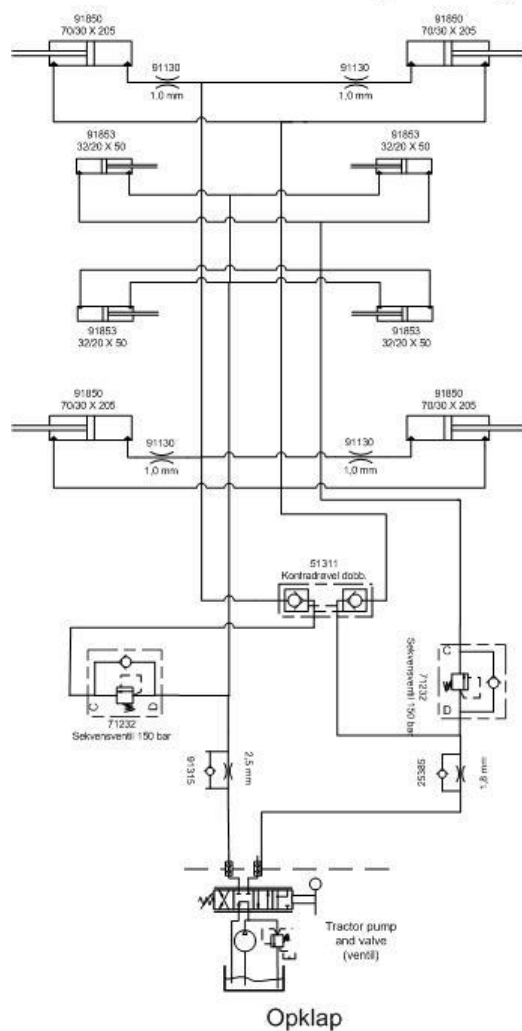 91850
70/30 X 205
91850
70/30 X 205
91130
1,0 mm
91130
1,0 mm
91853
32/20 X 50
91853
32/20 X 50
91853
32/20 X 50
91853
32/20 X 50
91850
70/30 X 205
91850
70/30 X 205
91130
1,0 mm
91130
1,0 mm
51311
Kontradrøvel dobb.
C
D
71232
Sekvensventil 150 bar
C
D
71232
Sekvensventil 150 bar
91315
2,5 mm
25385
1,8 mm
Tractor pump
and valve
(ventil)
Opklap